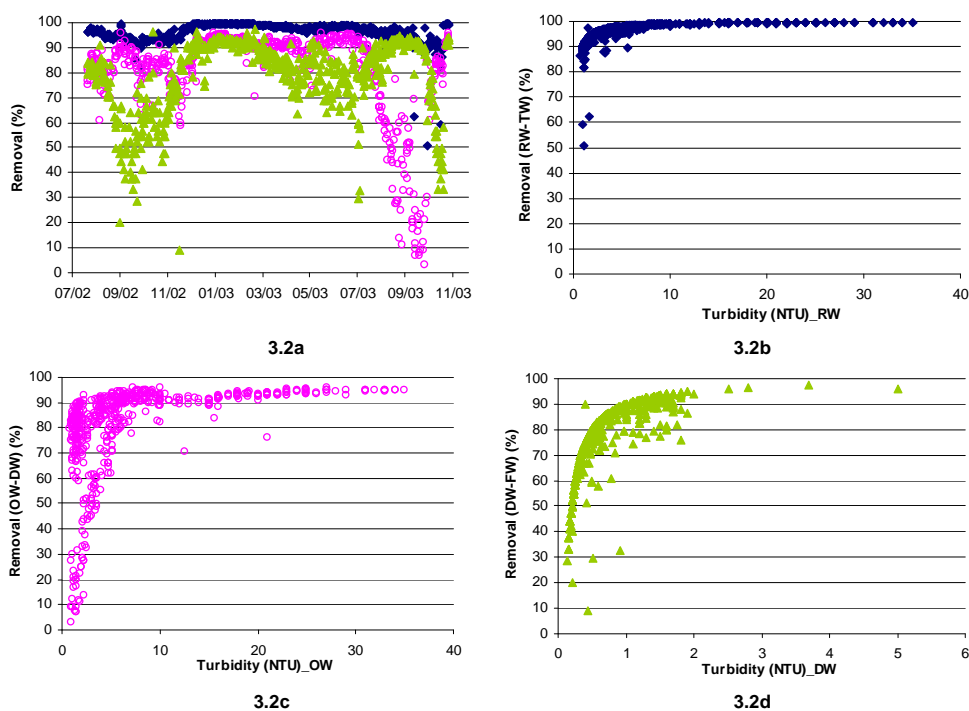 100
90
80
70
60
50
40
30
20
10
0
Removal (%)
07/02 09/02 11/02 01/03 03/03 05/03 07/03 09/03 11/03
3.2a
100
90
80
70
60
50
40
30
20
10
0
Removal (RW-TW) (%)
0 10 20 30 40
Turbidity (NTU)_RW
3.2b
100
90
80
70
60
50
40
30
20
10
0
Removal (OW-DW) (%)
0 10 20 30 40
Turbidity (NTU)_OW
3.2c
100
90
80
70
60
50
40
30
20
10
0
Removal (DW-FW) (%)
0 1 2 3 4 5 6
Turbidity (NTU)_DW
3.2d